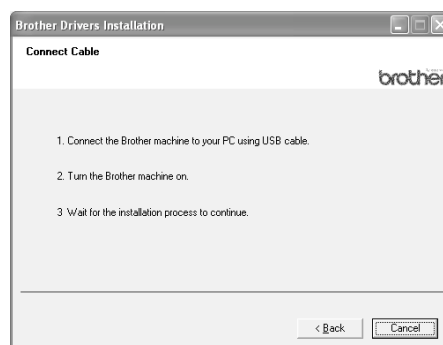 Brother Drivers Installation
Connect Cable
brother
1. Connect the Brother machine to your PC using USB cable.
2. Turn the Brother machine on.
3 Wait for the installation process to continue.
< Back
Cancel